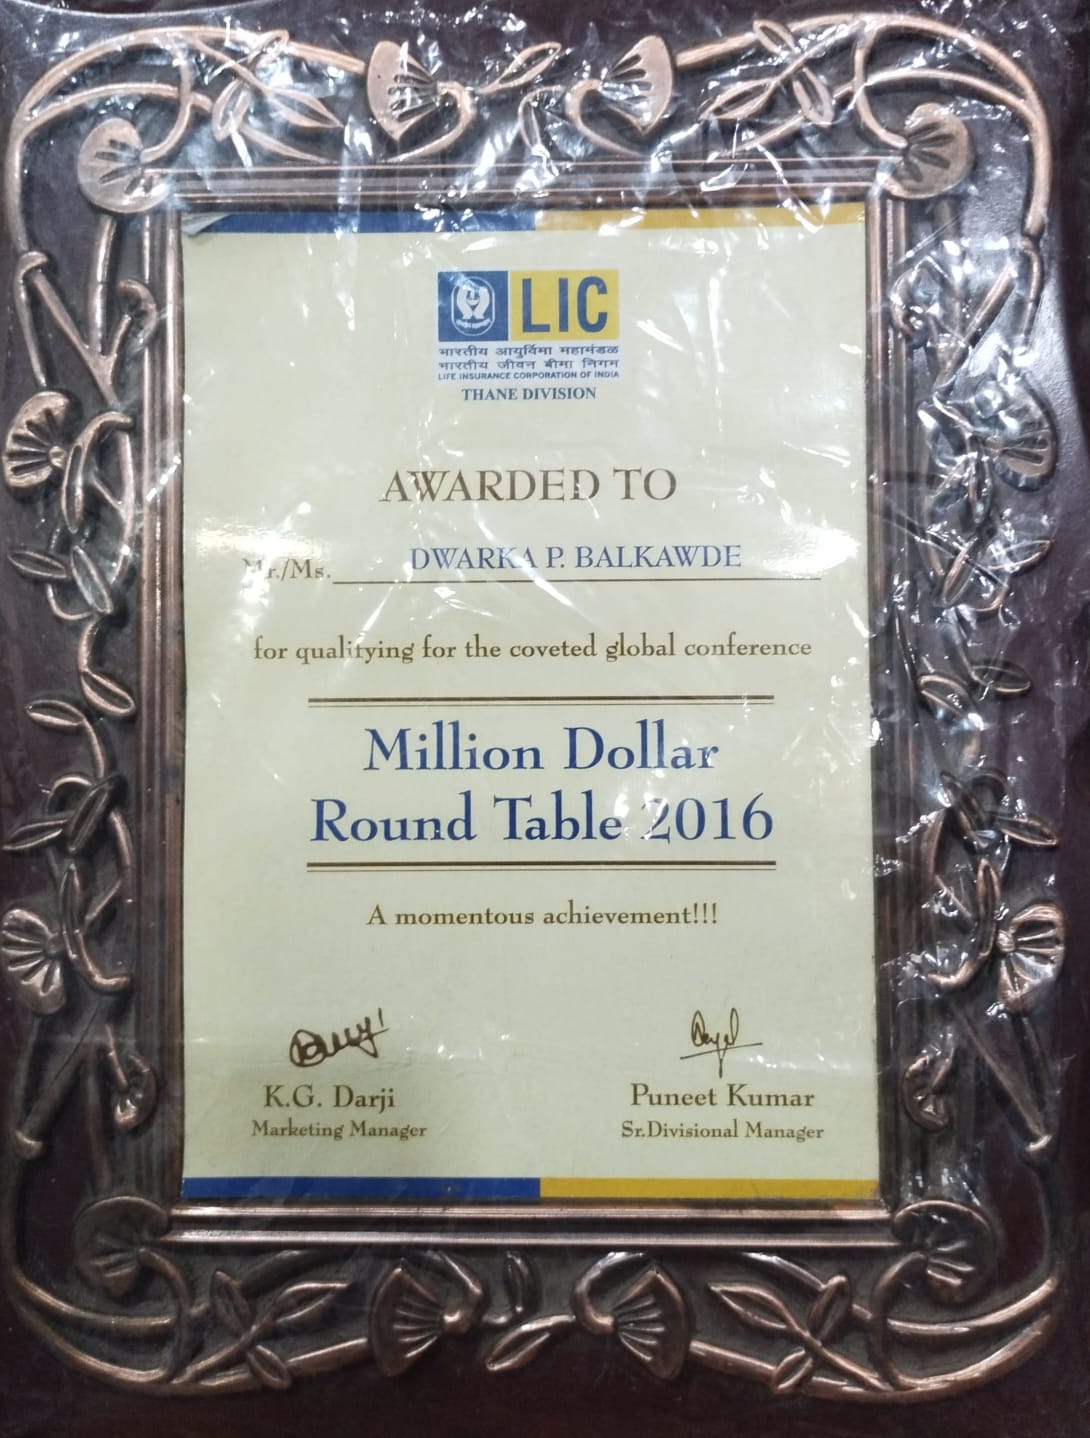 LIC
भारतीय आयुर्विमा महामंडळ
भारतीय जीवन बीमा निगम
LIFE INSURANCE CORPORATION OF INDIA
THANE DIVISION
AWARDED TO
Mr./Ms. DWARKA P. BALKAWDE
for qualifying for the coveted global conference
Million Dollar
Round Table 2016
A momentous achievement!!!
K.G. Darji Puneet Kumar
Marketing Manager Sr.Divisional Manager